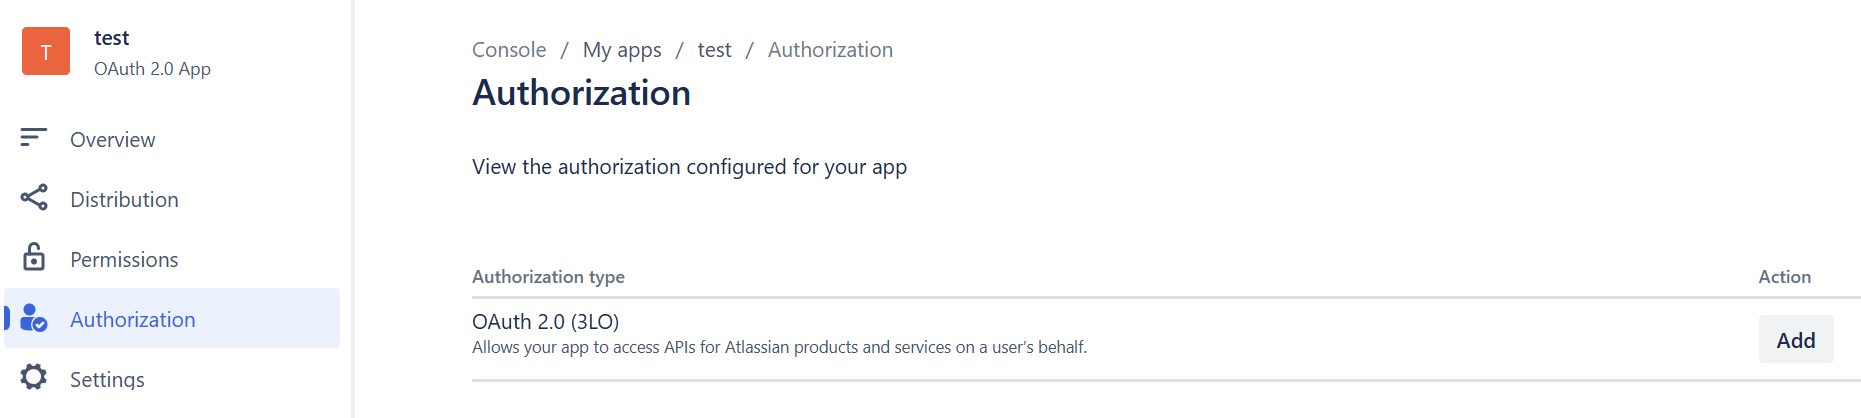 T
test
OAuth 2.0 App
Overview
Distribution
Permissions
Authorization
Settings
Console / My apps / test / Authorization
Authorization
View the authorization configured for your app
Authorization type Action
OAuth 2.0 (3LO)
Allows your app to access APIs for Atlassian products and services on a user’s behalf.
Add